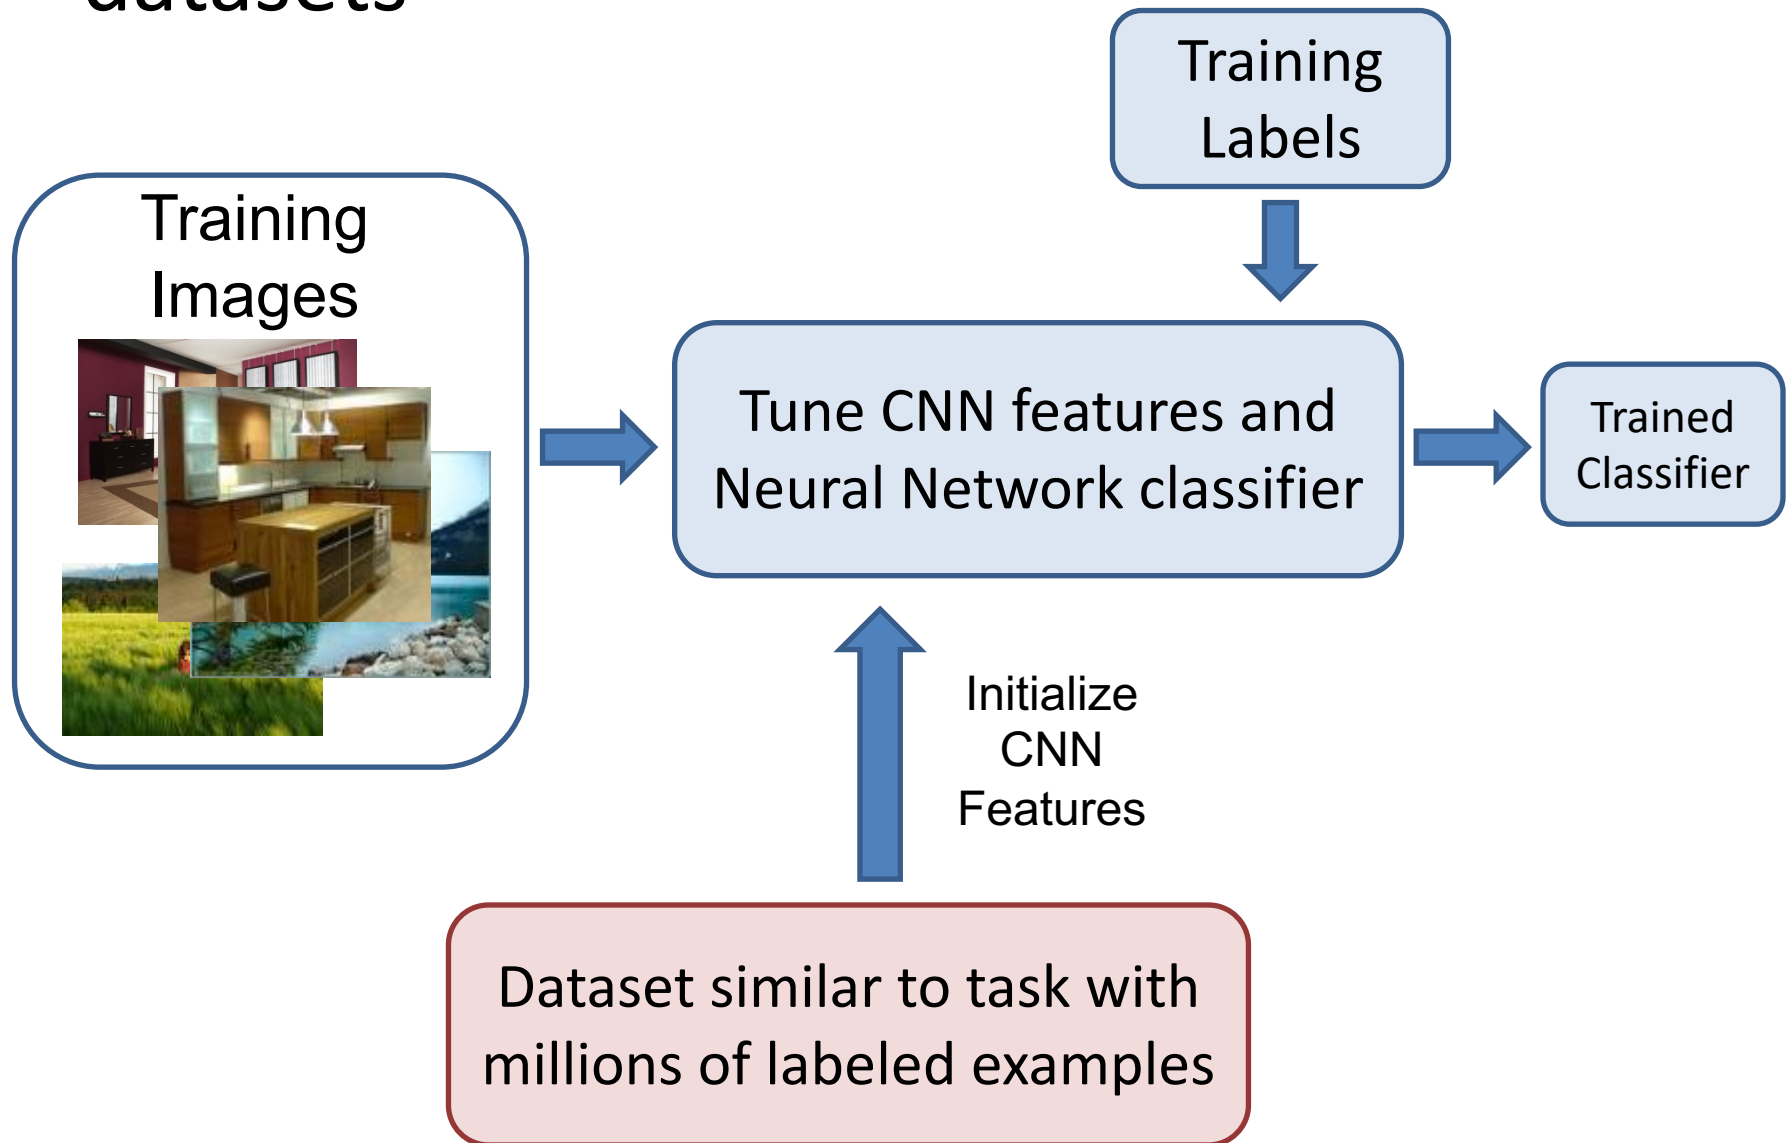 datasets
Training
Labels
Training
Images
Tune CNN features and
Neural Network classifier
Trained
Classifier
Initialize
CNN
Features
Dataset similar to task with
millions of labeled examples